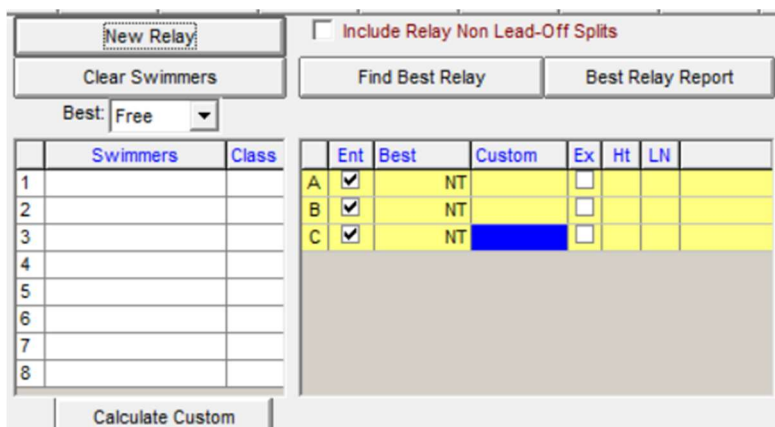 New Relay
Include Relay Non Lead-Off Splits
Clear Swimmers
Find Best Relay
Best Relay Report
Best: Free
Swimmers Class
1
2
3
4
5
6
7
8
Ent Best Custom Ex Ht LN
A NT
B NT
C NT
Calculate Custom